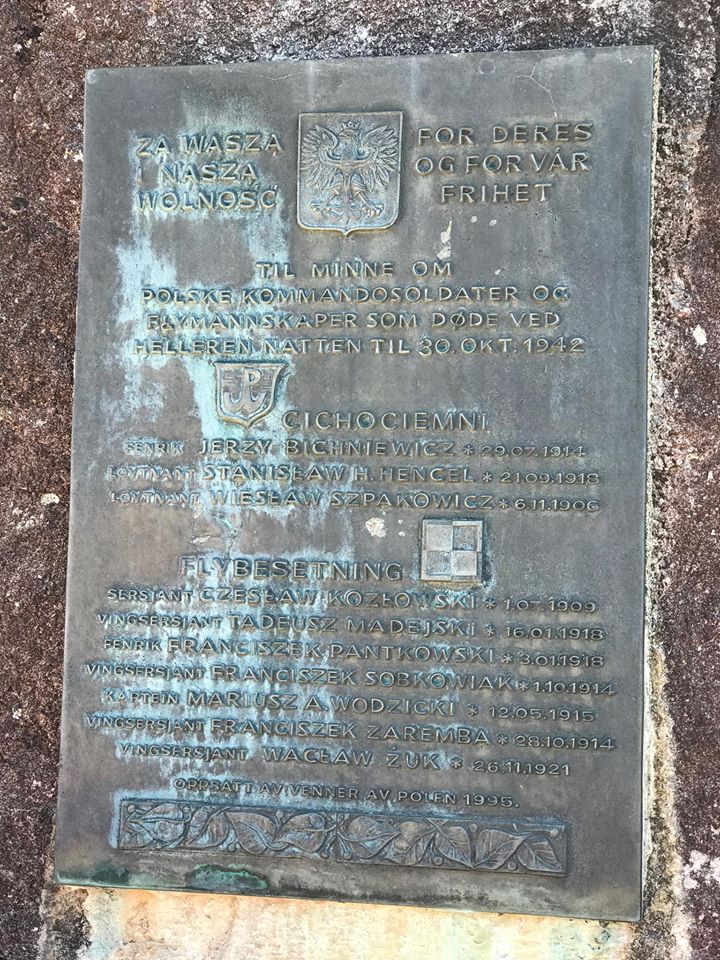 ZA WASZĄ
NASZĄ
WOLNOŚĆ
FOR DERES
OG FOR VÅR
FRIHET
TIL MINNE OM
POLSKE KOMMANDOSOLDATER OG
FLYMANNSKAPER SOM DØDE VED
HELLEREN NATTEN TIL 30. OKT. 1942
CICHOCIEMNI
FENRIK JERZY BICHNIEWICZ * 29.07.1914
LØYTNANT STANISŁAW H. HENCEL * 21.09.1918
LØYTNANT WIESŁAW SZPAKOWICZ * 6.11.1906
FLYBESETNING
SERSJANT CZESŁAW KOZŁOWSKI * 1.07.1909
VINGSERSJANT TADEUSZ MADEJSKI * 16.01.1918
FENRIK FRANCISZEK PANTKOWSKI * 3.01.1918
VINGSERSJANT FRANCISZEK SOBKOWIAK * 1.10.1914
KAPTEIN MARIUSZ A. WODZICKI * 12.05.1915
VINGSERSJANT FRANCISZEK ZAREMBA * 28.10.1914
VINGSERSJANT WACŁAW ŻUK * 26.11.1921
OPPSATT AV VENNER AV POLEN 1995.